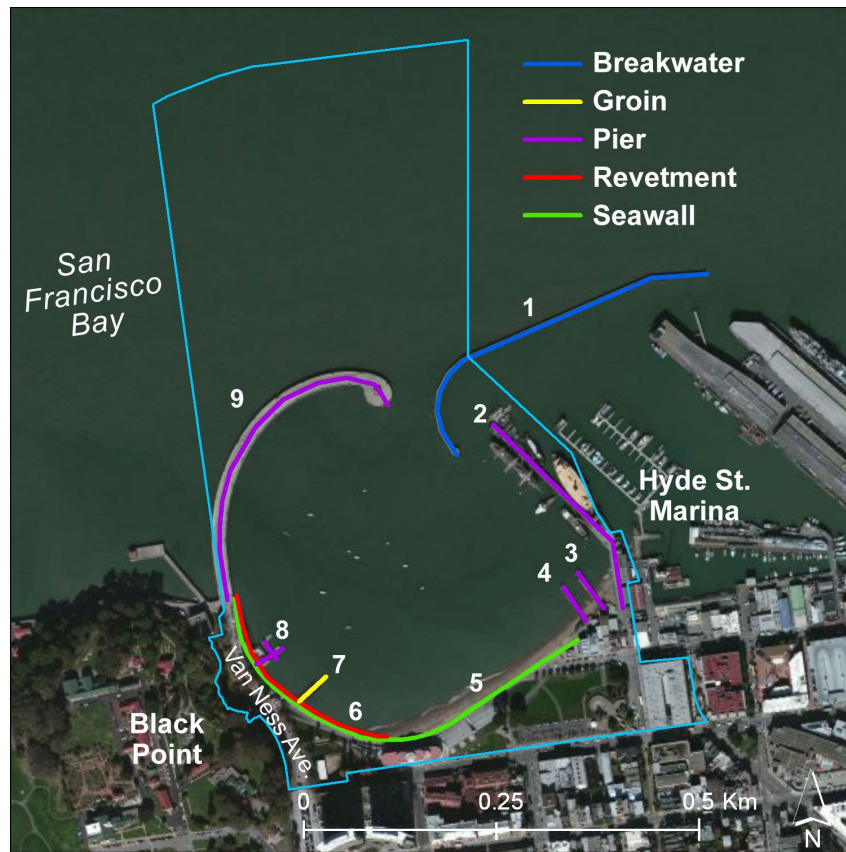 Breakwater
Groin
Pier
Revetment
Seawall
San
Francisco
Bay
1
9
2
Hyde St.
Marina
3
4
8
7
Van Ness Ave.
5
6
Black
Point
0
0.25
0.5 Km
N